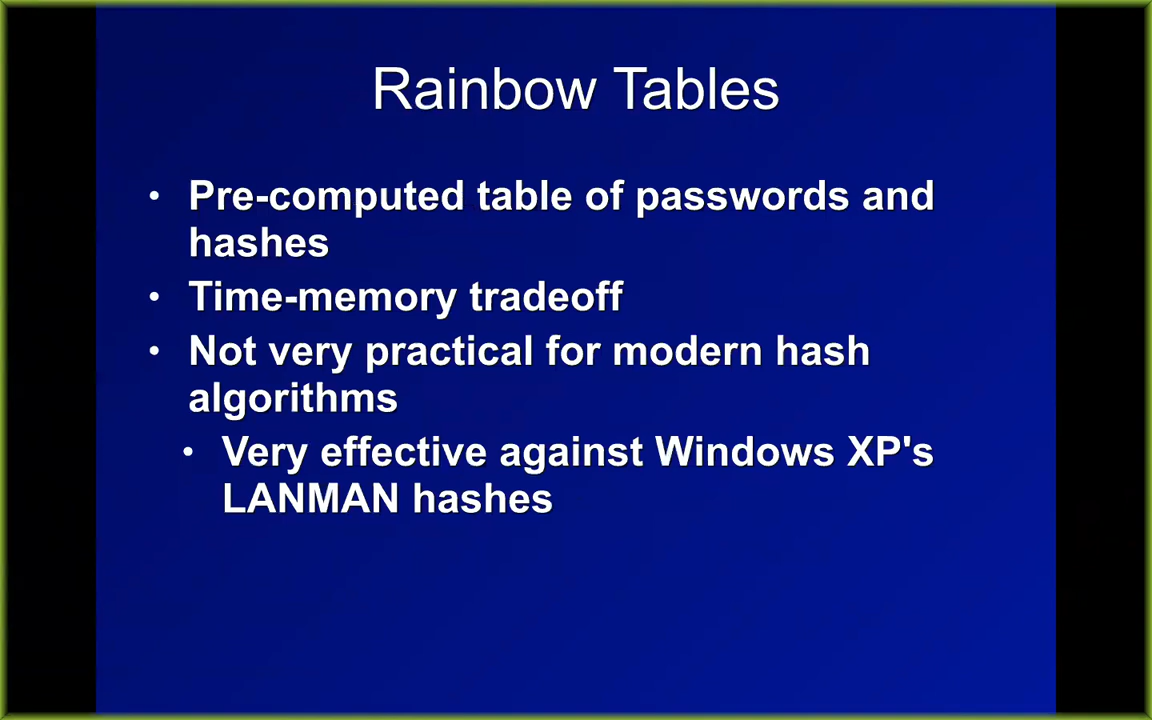 Rainbow Tables
• Pre-computed table of passwords and
hashes
• Time-memory tradeoff
• Not very practical for modern hash
algorithms
• Very effective against Windows XP's
LANMAN hashes